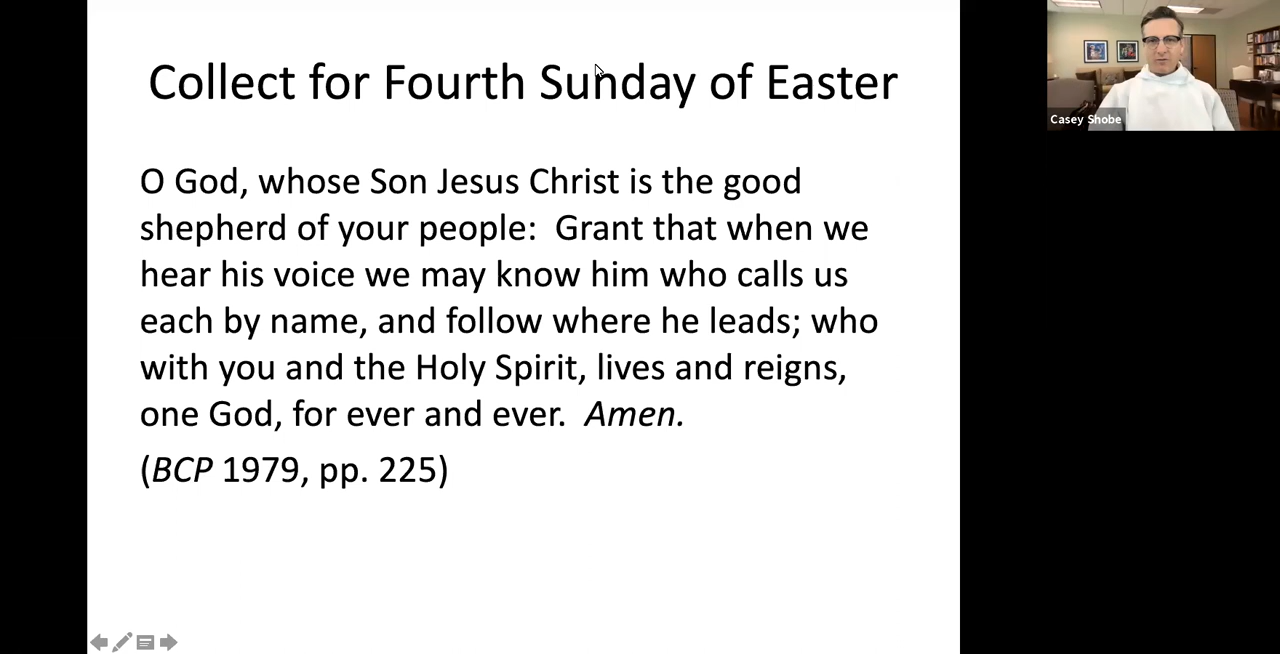 Collect for Fourth Sunday of Easter
O God, whose Son Jesus Christ is the good
shepherd of your people:  Grant that when we
hear his voice we may know him who calls us
each by name, and follow where he leads; who
with you and the Holy Spirit, lives and reigns,
one God, for ever and ever.  Amen.
(BCP 1979, pp. 225)
Casey Shobe